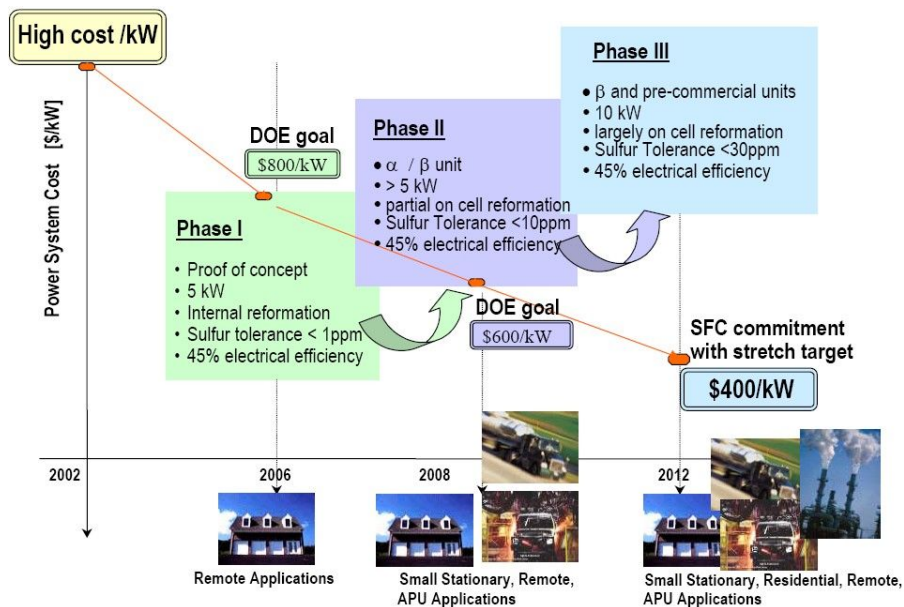 High cost /kW
Power System Cost [$/kW]
DOE goal
$800/kW
Phase I
• Proof of concept
• 5 kW
• Internal reformation
• Sulfur tolerance < 1ppm
• 45% electrical efficiency
Phase II
• α / β unit
• > 5 kW
• partial on cell reformation
• Sulfur Tolerance <10ppm
• 45% electrical efficiency
DOE goal
$600/kW
Phase III
• β and pre-commercial units
• 10 kW
• largely on cell reformation
• Sulfur Tolerance <30ppm
• 45% electrical efficiency
SFC commitment
with stretch target
$400/kW
2002
2006
2008
2012
Remote Applications
Small Stationary, Remote,
APU Applications
Small Stationary, Residential, Remote,
APU Applications